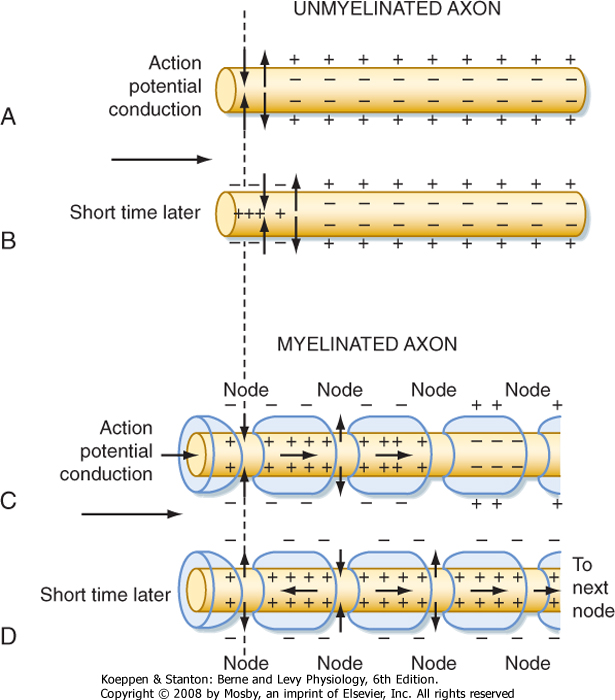 UNMYELINATED AXON
Action
potential
conduction
+ + + + + + + +
− − − − − − − −
− − − − − − − −
+ + + + + + + +
A
− − + + + + + + +
Short time later
+++ +
− − − − − − −
− − − − − − −
− − + + + + + + +
B
MYELINATED AXON
Node Node Node Node
− − − − − + + +
Action
potential
conduction
+ + + + + + + + + − − −
+ + + + + + + + + − − −
− − − − − + + +
C
− − − − − −
Short time later
+ + + + + + + + + + + + + + +
+ + + + + + + + + + + + + + +
To
next
node
− − − − − − − −
D
Node Node Node Node
Koeppen & Stanton: Berne and Levy Physiology, 6th Edition.
Copyright © 2008 by Mosby, an imprint of Elsevier, Inc. All rights reserved